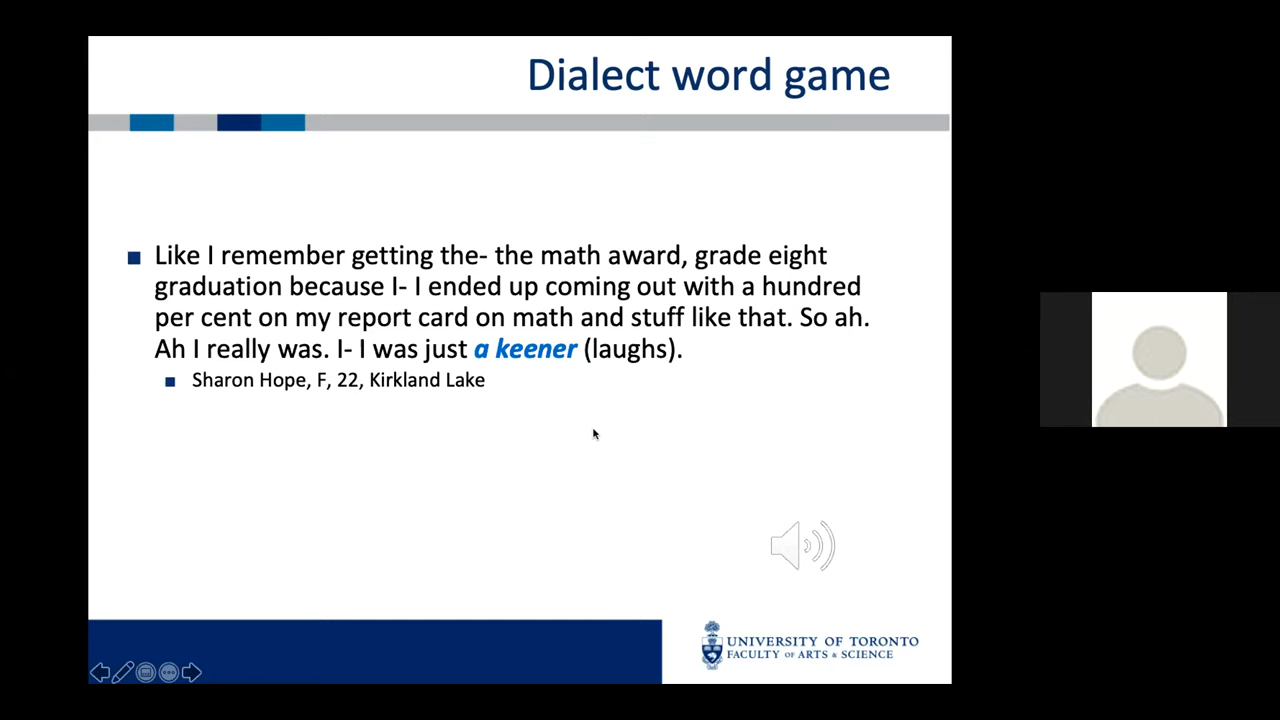 Dialect word game
Like I remember getting the- the math award, grade eight
graduation because I- I ended up coming out with a hundred
per cent on my report card on math and stuff like that. So ah.
Ah I really was. I- I was just a keener (laughs).
Sharon Hope, F, 22, Kirkland Lake
UNIVERSITY OF TORONTO
FACULTY OF ARTS & SCIENCE